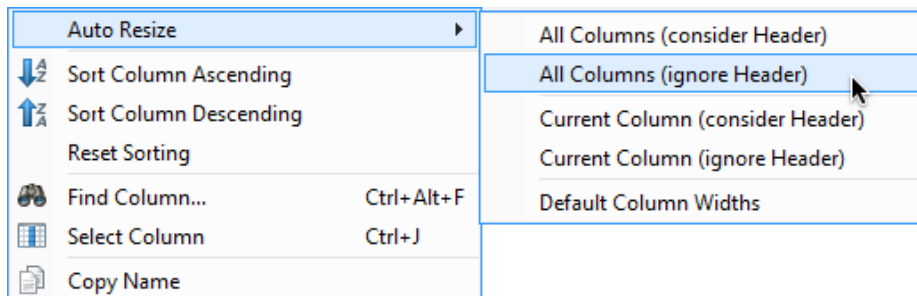 Auto Resize
Sort Column Ascending
Sort Column Descending
Reset Sorting
Find Column... Ctrl+Alt+F
Select Column Ctrl+J
Copy Name
All Columns (consider Header)
All Columns (ignore Header)
Current Column (consider Header)
Current Column (ignore Header)
Default Column Widths